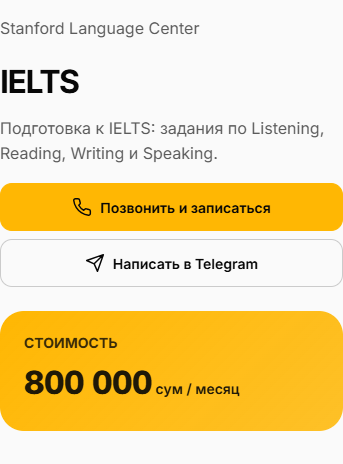 Stanford Language Center
IELTS
Подготовка к IELTS: задания по Listening,
Reading, Writing и Speaking.
Позвонить и записаться
Написать в Telegram
СТОИМОСТЬ
800 000 сум / месяц